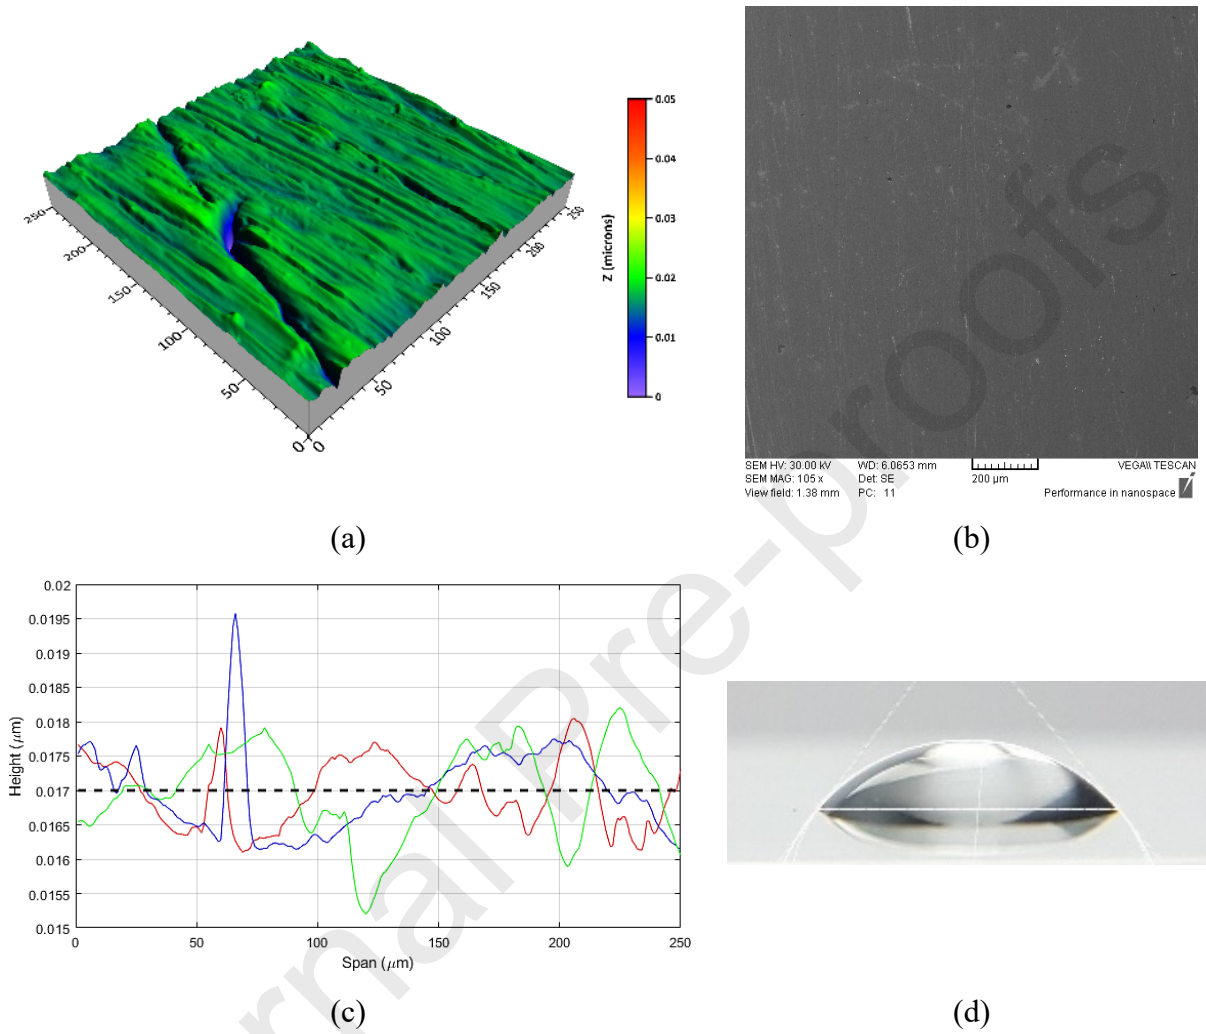 0.05
0.04
0.03
0.02
0.01
0
Z (microns)
250
200
150
100
50
0
0
50
100
150
200
250
SEM HV: 30.00 kV WD: 6.0653 mm VEGA\\ TESCAN
SEM MAG: 105 x Det: SE 200 µm
View field: 1.38 mm PC: 11 Performance in nanospace
(a) (b)
0.02
0.0195
0.019
0.0185
0.018
0.0175
0.017
0.0165
0.016
0.0155
0.015
Height (µm)
0 50 100 150 200 250
Span (µm)
(c) (d)
rnal Pre-proofs